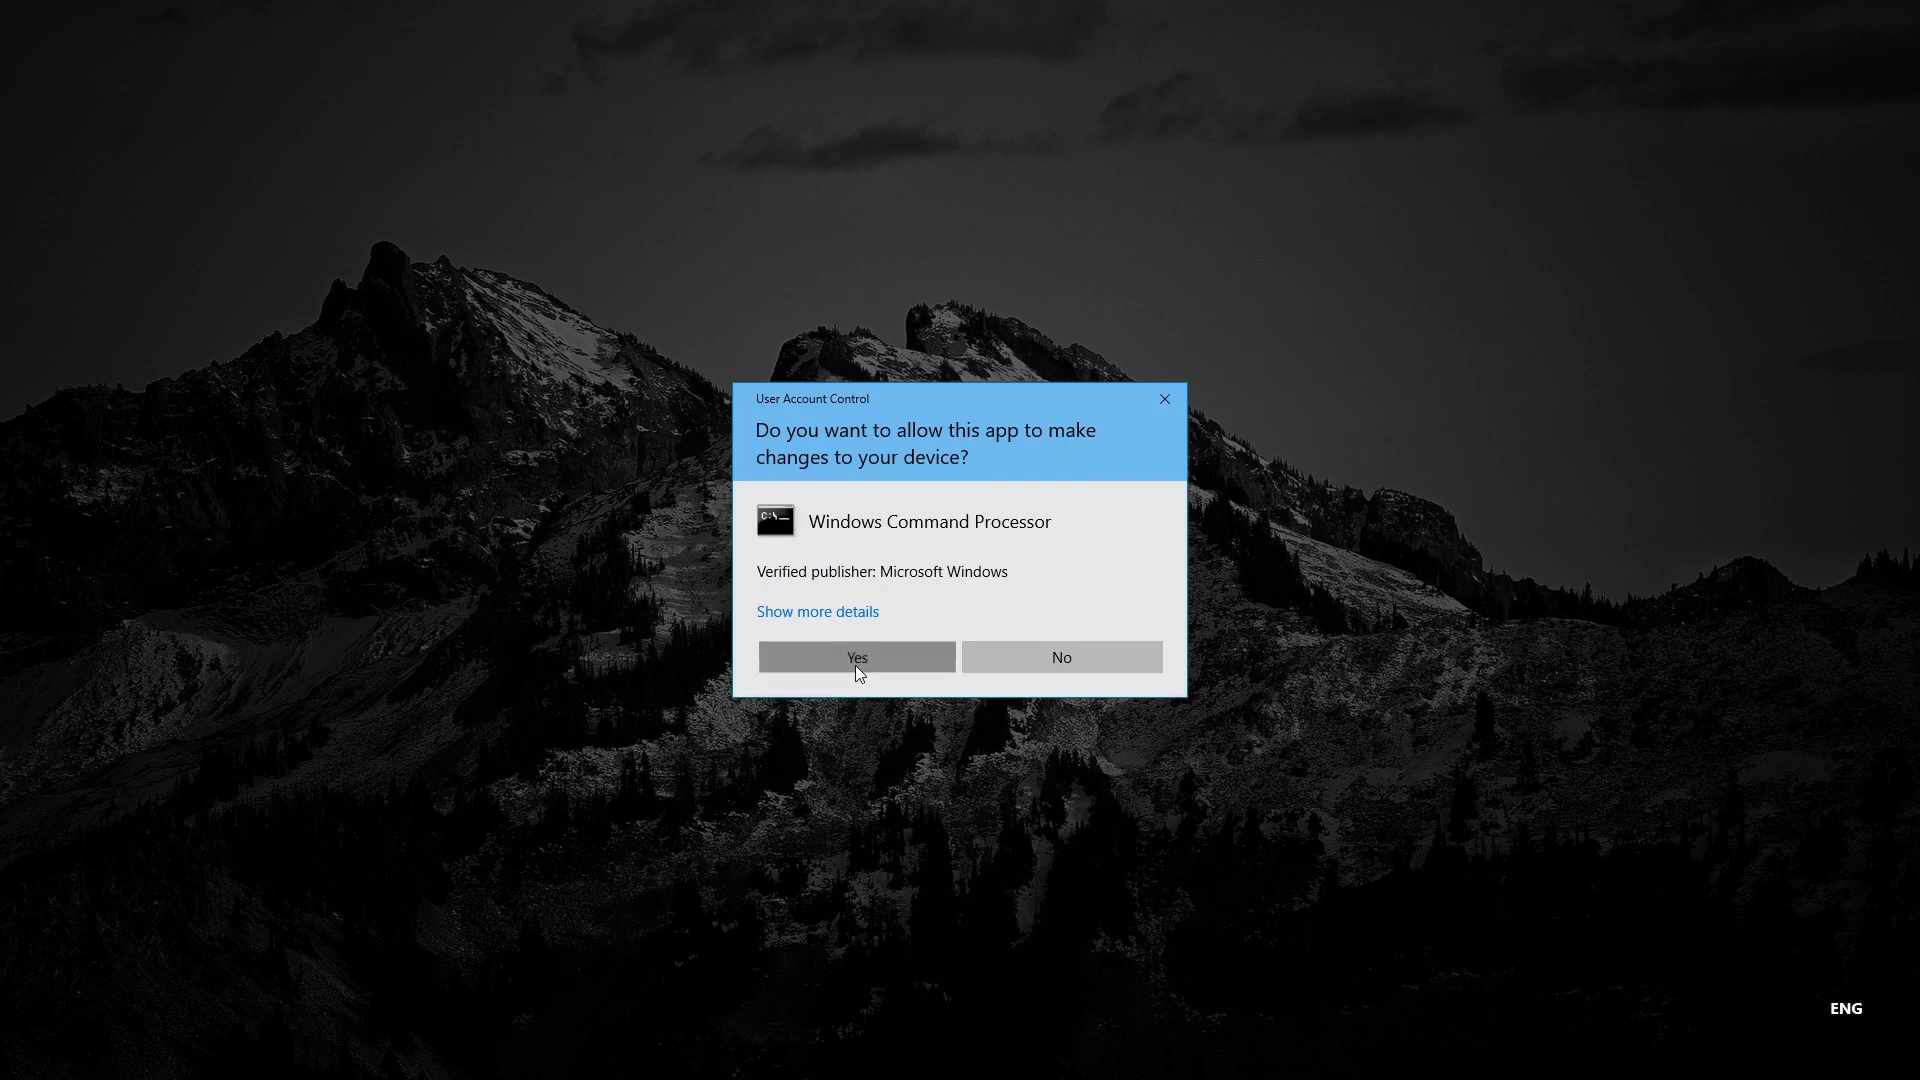 User Account Control
Do you want to allow this app to make
changes to your device?
C:\_
Windows Command Processor
Verified publisher: Microsoft Windows
Show more details
Yes
No
ENG